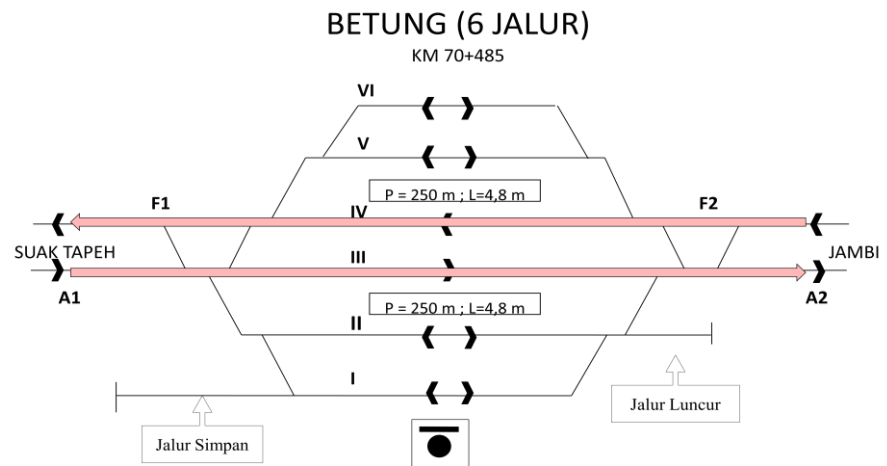 BETUNG (6 JALUR)
KM 70+485
VI
V
P = 250 m ; L=4,8 m
F1
IV
F2
SUAK TAPEH
III
JAMBI
A1
A2
P = 250 m ; L=4,8 m
II
I
Jalur Simpan
Jalur Luncur